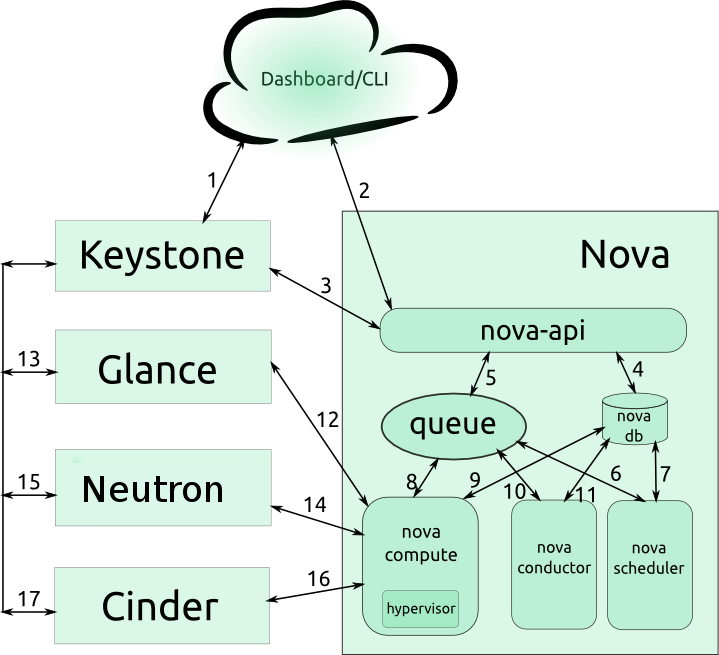 Dashboard/CLI
1
2
Keystone
3
Nova
nova-api
13
Glance
12
5
4
queue
nova
db
15
Neutron
14
8
9
10
11
6
7
nova
compute
hypervisor
nova
conductor
nova
scheduler
16
17
Cinder